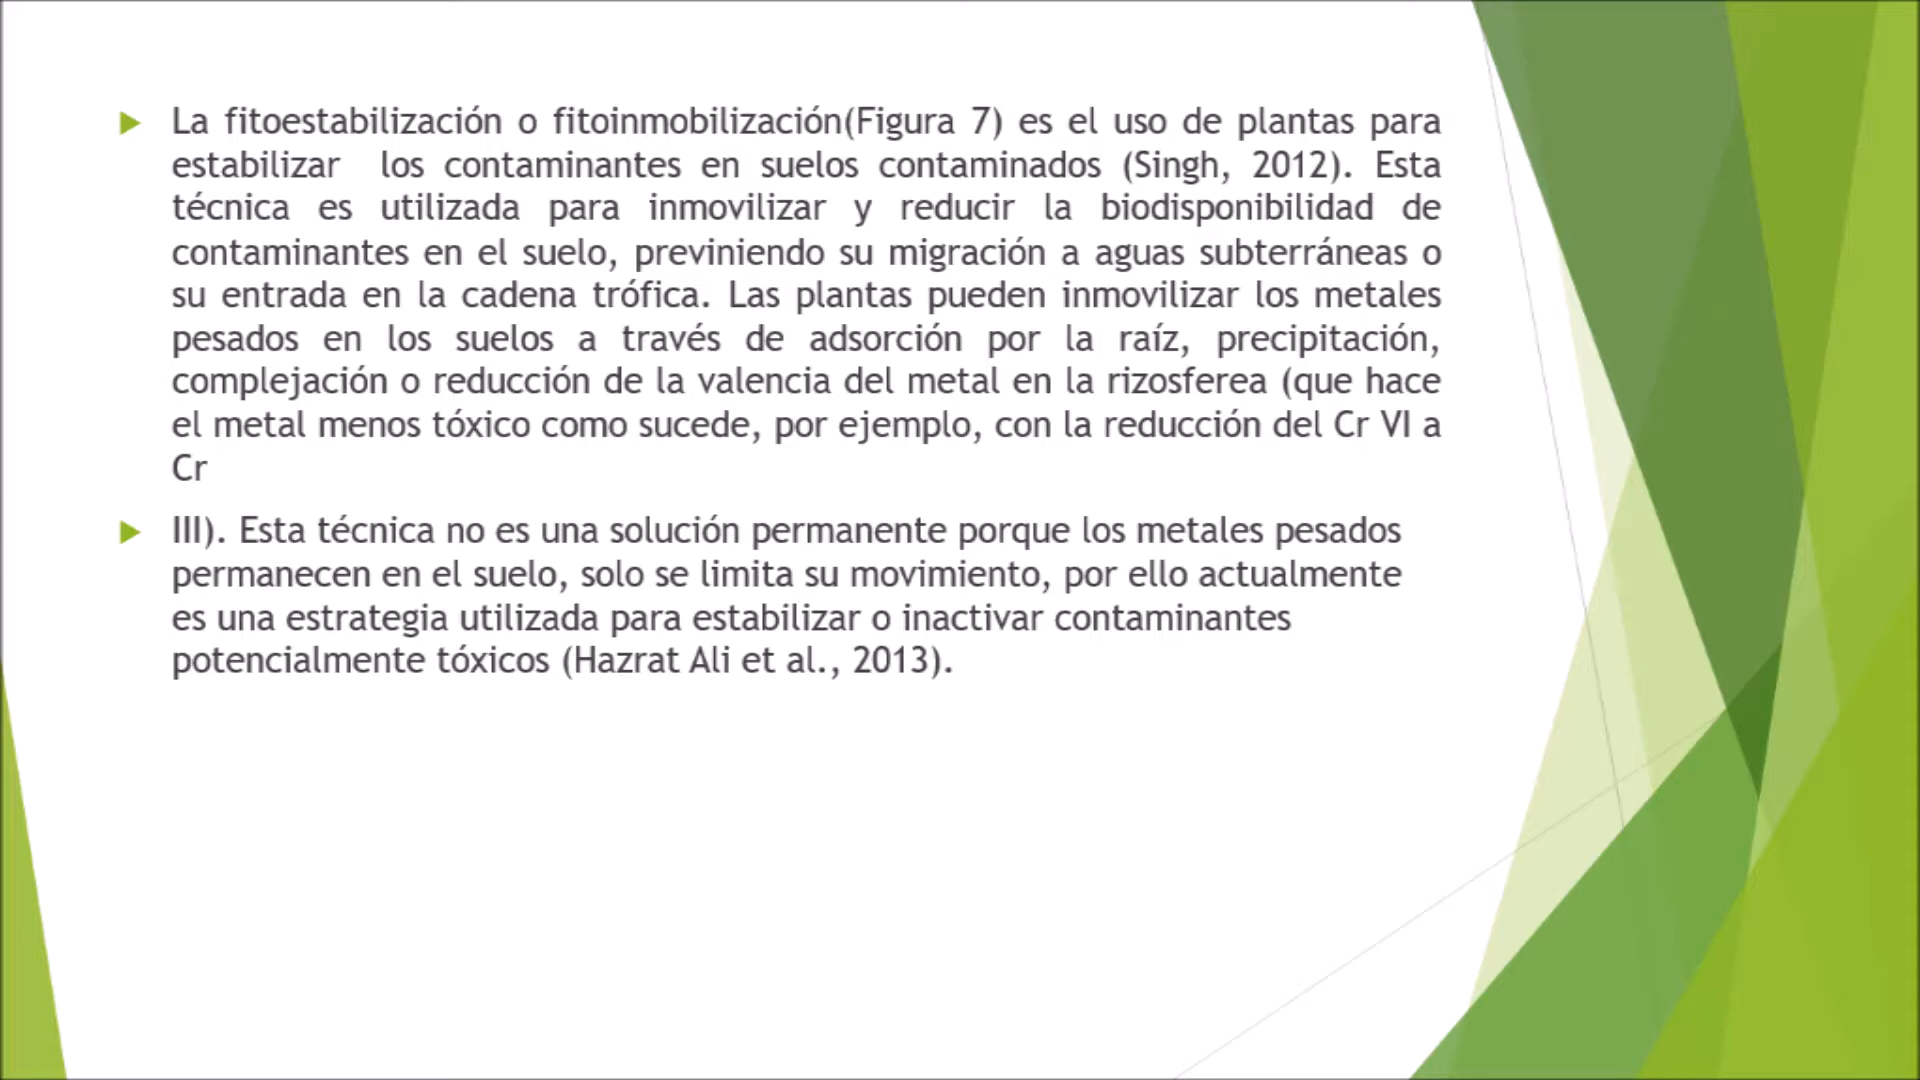 La fitoestabilización o fitoinmobilización(Figura 7) es el uso de plantas para
estabilizar los contaminantes en suelos contaminados (Singh, 2012). Esta
técnica es utilizada para inmovilizar y reducir la biodisponibilidad de
contaminantes en el suelo, previniendo su migración a aguas subterráneas o
su entrada en la cadena trófica. Las plantas pueden inmovilizar los metales
pesados en los suelos a través de adsorción por la raíz, precipitación,
complejación o reducción de la valencia del metal en la rizosferea (que hace
el metal menos tóxico como sucede, por ejemplo, con la reducción del Cr VI a
Cr
III). Esta técnica no es una solución permanente porque los metales pesados
permanecen en el suelo, solo se limita su movimiento, por ello actualmente
es una estrategia utilizada para estabilizar o inactivar contaminantes
potencialmente tóxicos (Hazrat Ali et al., 2013).